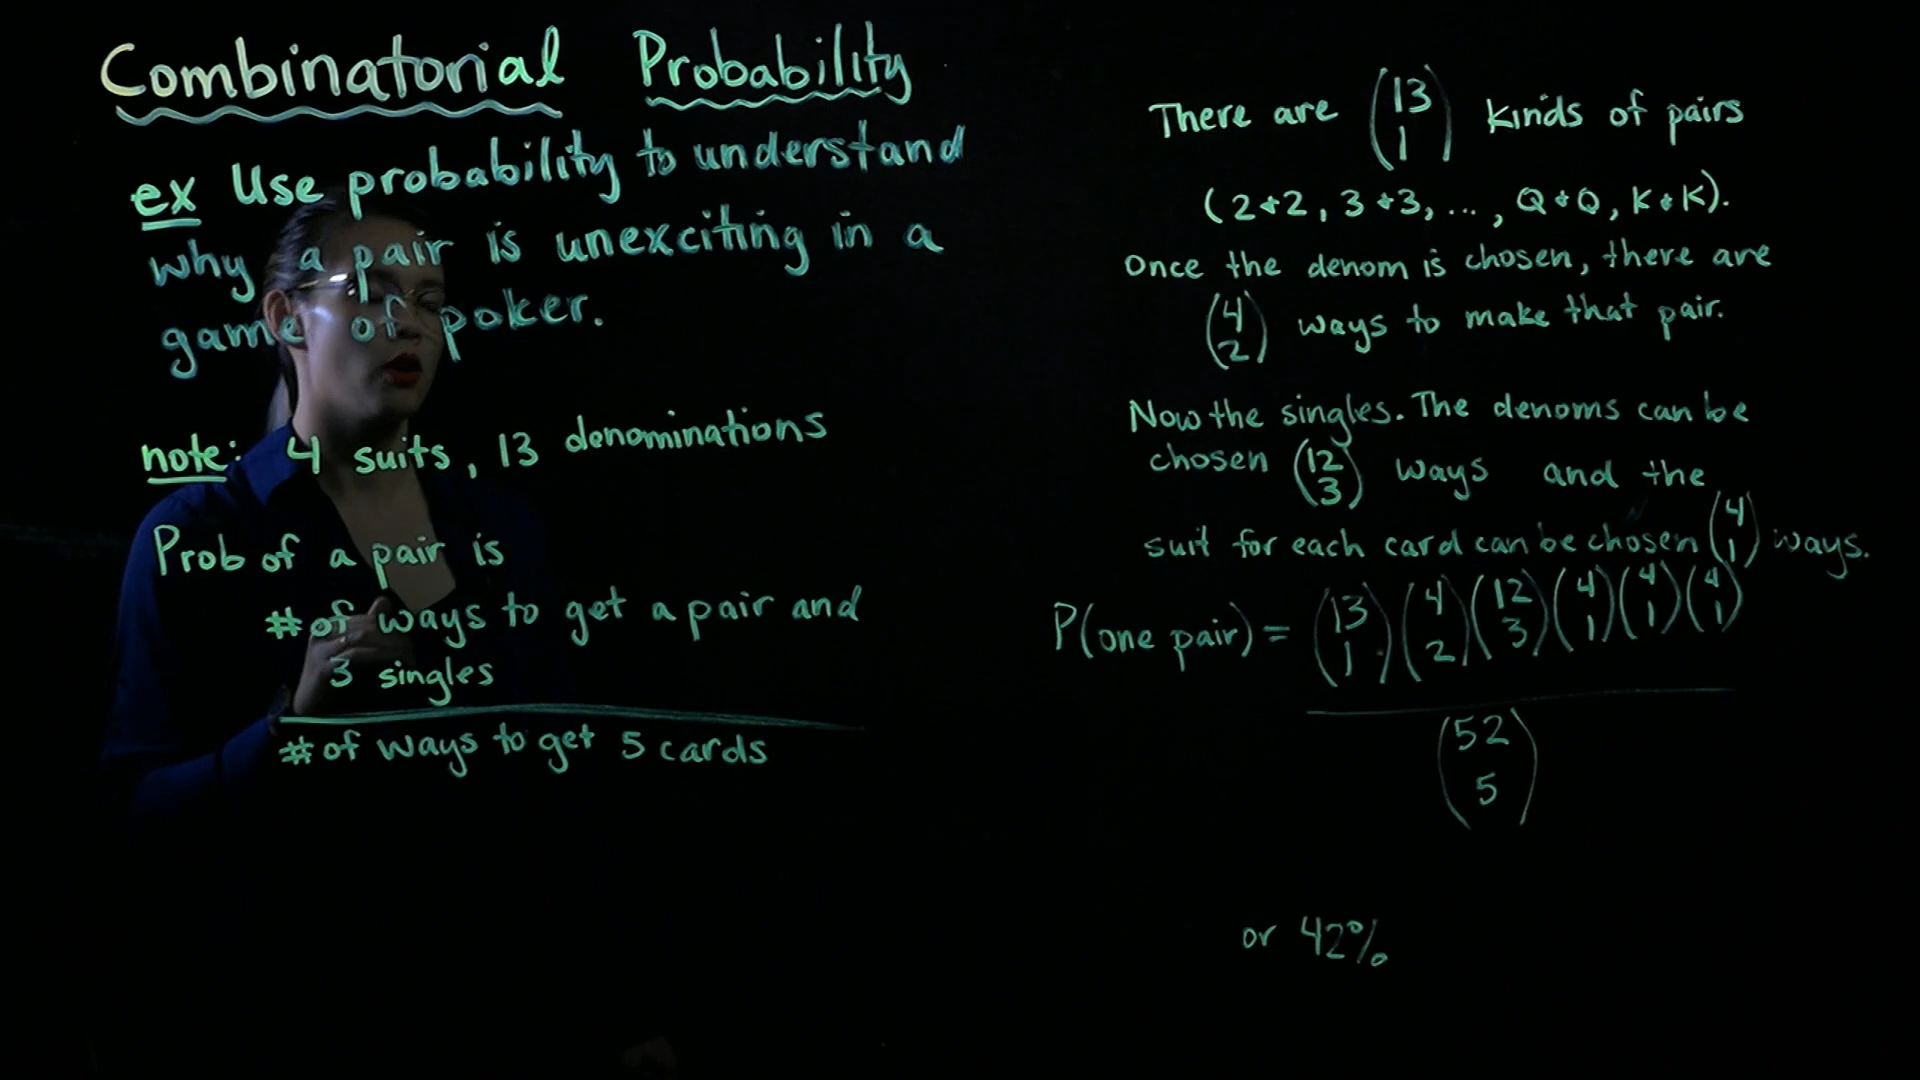 Combinatorial Probability
ex Use probability to understand
why a pair is unexciting in a
game of poker.
note: 4 suits, 13 denominations
Prob of a pair is
# of ways to get a pair and
3 singles
# of ways to get 5 cards
There are (13 1) kinds of pairs
(2+2, 3+3, ..., Q+Q, K+K).
Once the denom is chosen, there are
(4 2) ways to make that pair.
Now the singles. The denoms can be
chosen (12 3) ways and the
suit for each card can be chosen (4 1) ways.
P(one pair) = (13 1)(4 2)(12 3)(4 1)(4 1)(4 1)
(52 5)
or 42%